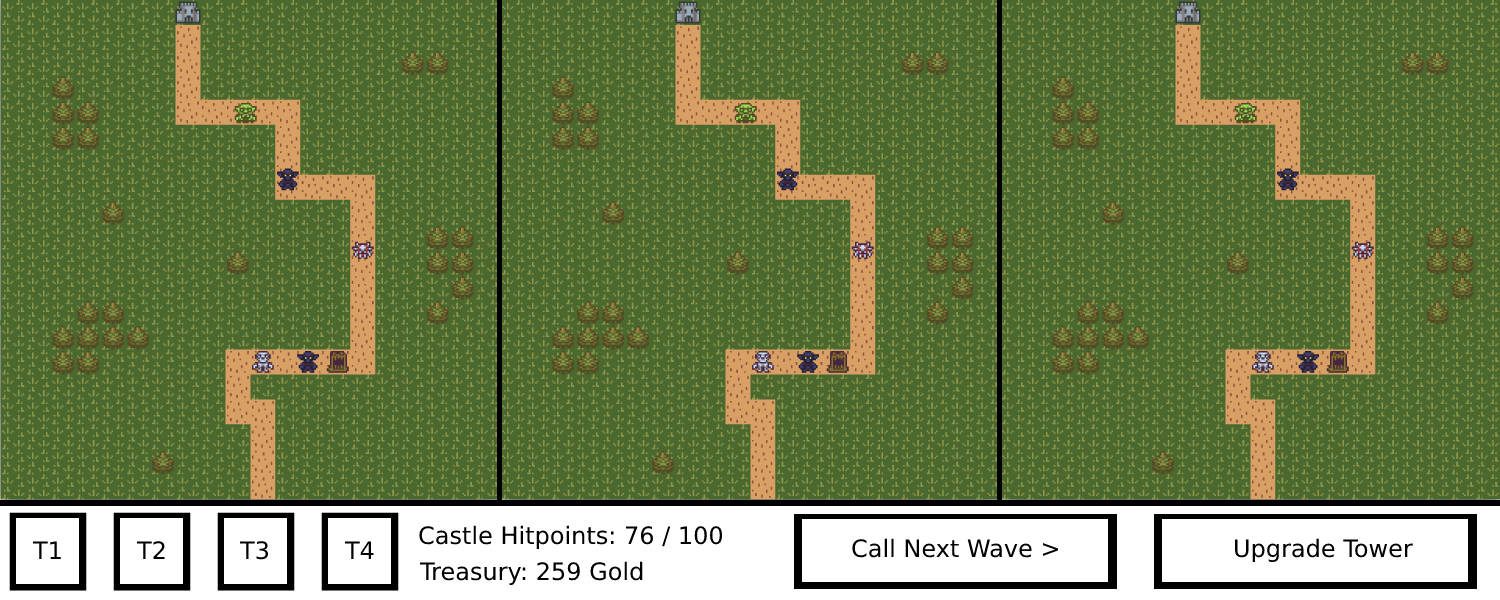 T1
T2
T3
T4
Castle Hitpoints: 76 / 100
Treasury: 259 Gold
Call Next Wave >
Upgrade Tower